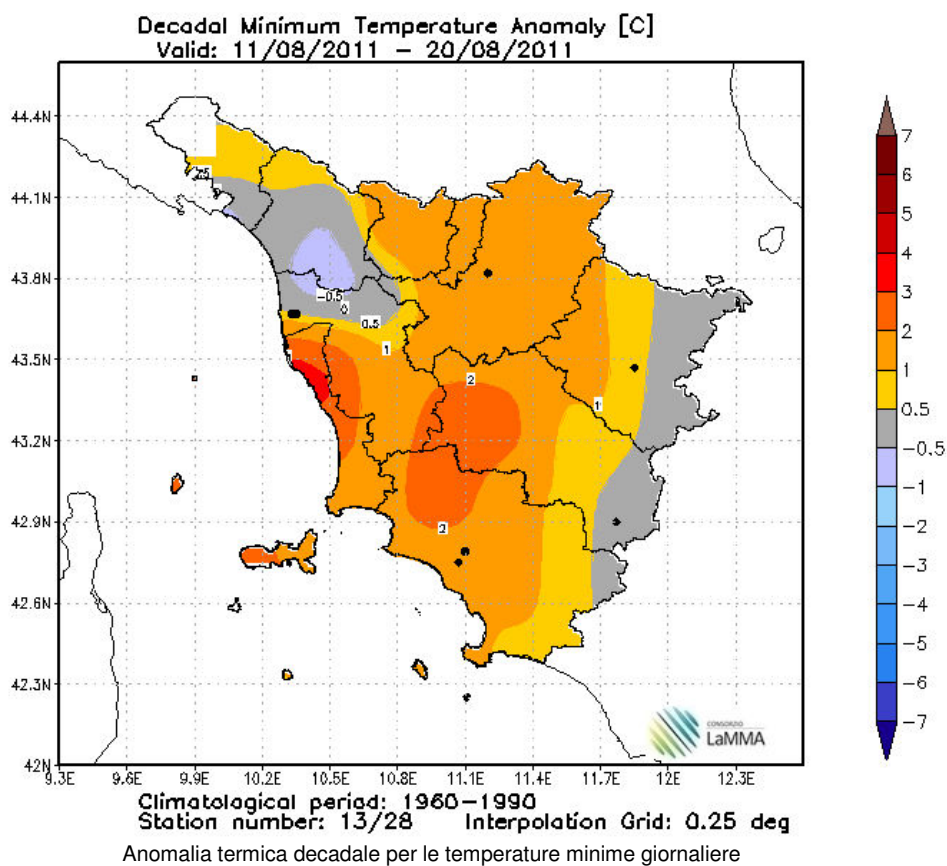 Decadal Minimum Temperature Anomaly [C]
Valid: 11/08/2011 – 20/08/2011
44.4N
44.1N
43.8N
43.5N
43.2N
42.9N
42.6N
42.3N
42N
9.3E 9.6E 9.9E 10.2E 10.5E 10.8E 11.1E 11.4E 11.7E 12E 12.3E
-0.5
0
0.5
1
2
1
2
7
6
5
4
3
2
1
0.5
-0.5
-1
-2
-3
-4
-5
-6
-7
CONSORZIO
LaMMA
Climatological period: 1960–1990
Station number: 13/28 Interpolation Grid: 0.25 deg
Anomalia termica decadale per le temperature minime giornaliere